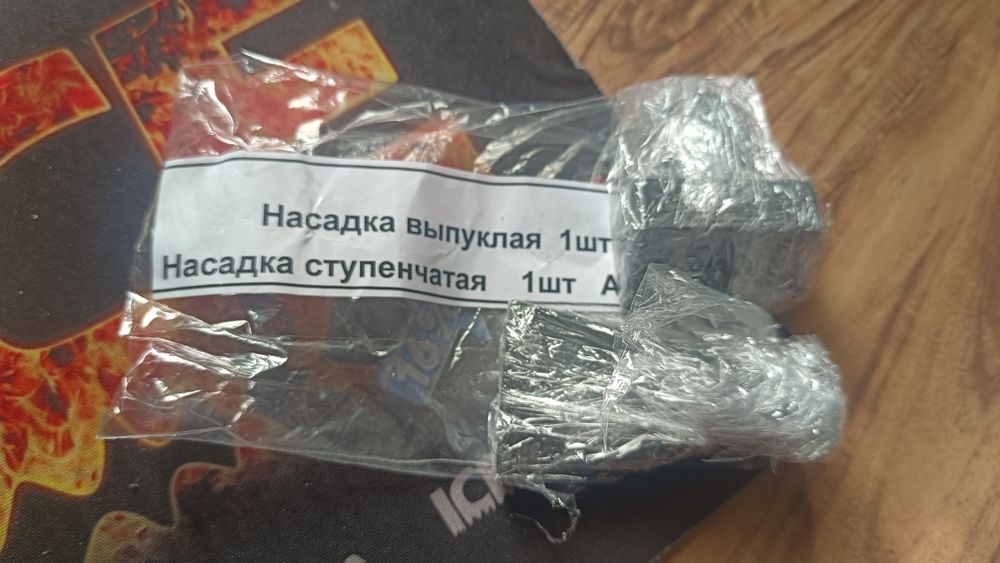 Насадка выпуклая 1шт
Насадка ступенчатая 1шт А